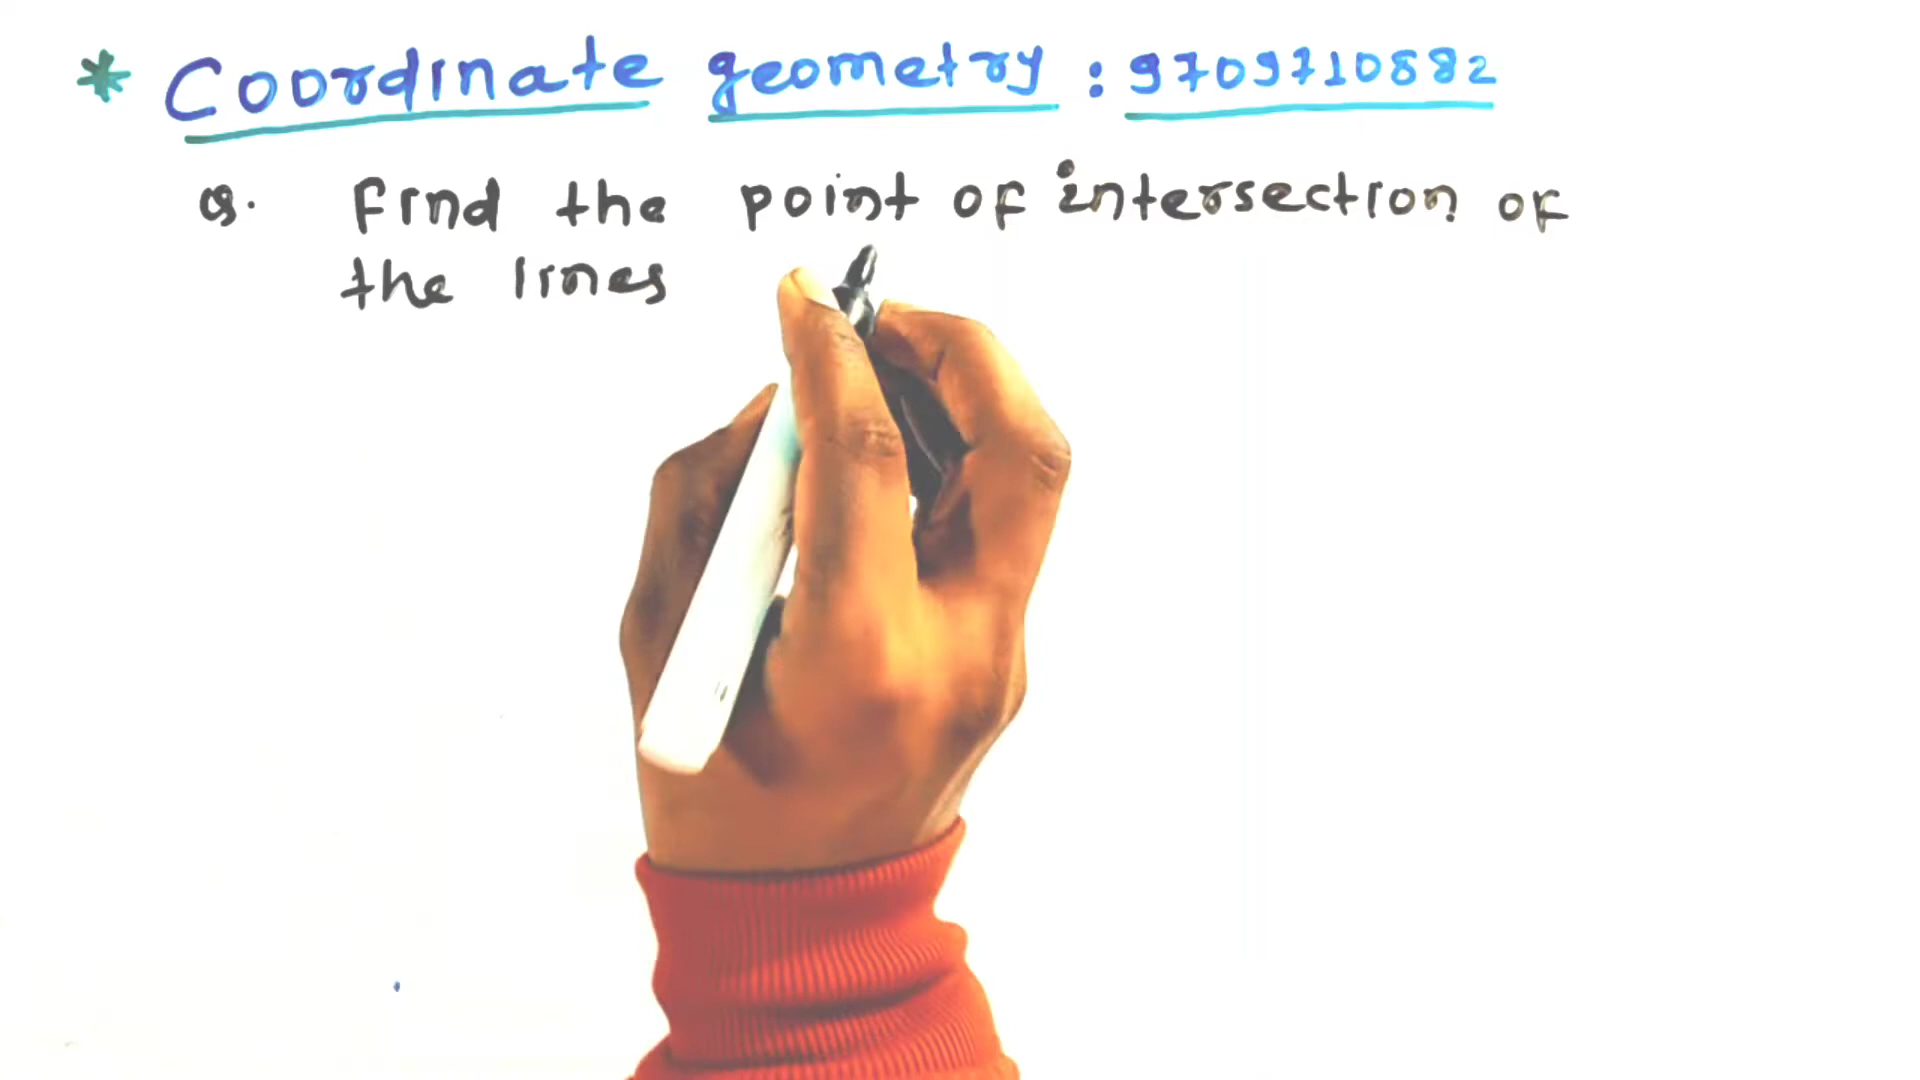 * Coordinate geometry : 9709710882
Q. Find the point of intersection of
the lines